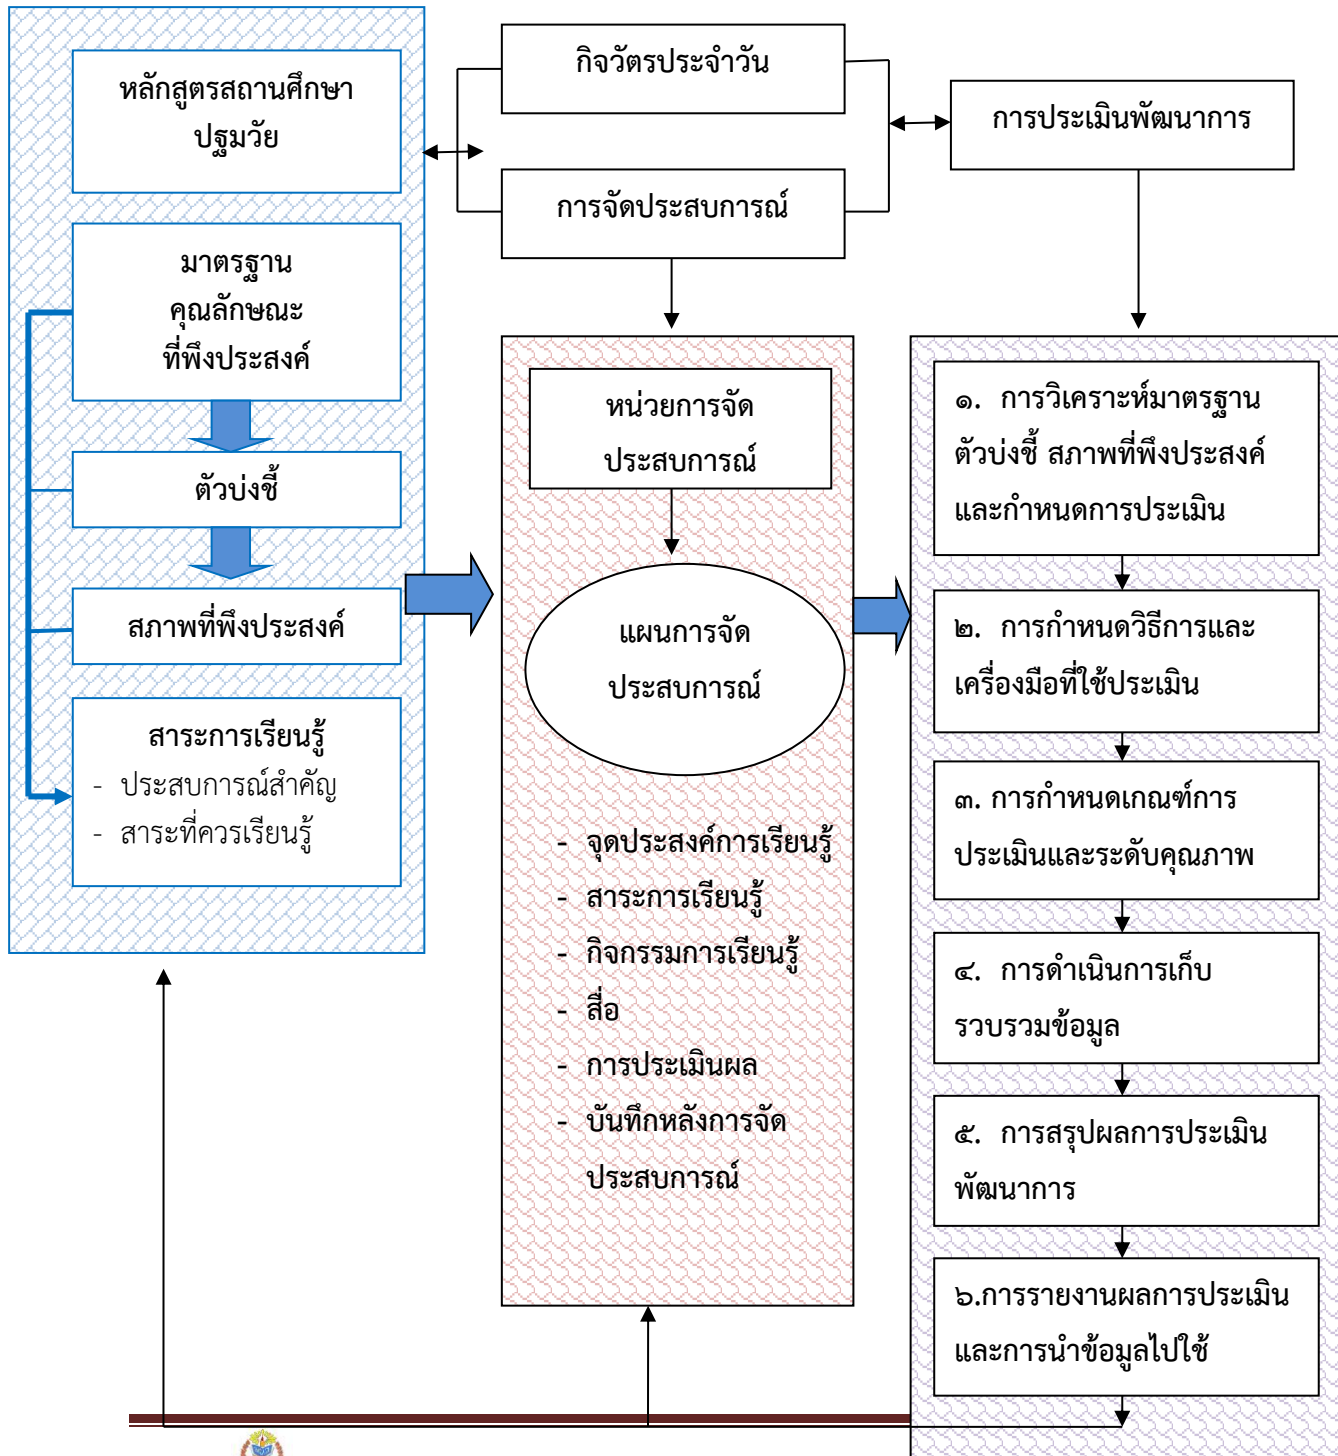 หลักสูตรสถานศึกษา
ปฐมวัย
มาตรฐาน
คุณลักษณะ
ที่พึงประสงค์
ตัวบ่งชี้
สภาพที่พึงประสงค์
สาระการเรียนรู้
- ประสบการณ์สำคัญ
- สาระที่ควรเรียนรู้
กิจวัตรประจำวัน
การจัดประสบการณ์
หน่วยการจัด
ประสบการณ์
แผนการจัด
ประสบการณ์
- จุดประสงค์การเรียนรู้
- สาระการเรียนรู้
- กิจกรรมการเรียนรู้
- สื่อ
- การประเมินผล
- บันทึกหลังการจัด
ประสบการณ์
การประเมินพัฒนาการ
๑. การวิเคราะห์มาตรฐาน
ตัวบ่งชี้ สภาพที่พึงประสงค์
และกำหนดการประเมิน
๒. การกำหนดวิธีการและ
เครื่องมือที่ใช้ประเมิน
๓. การกำหนดเกณฑ์การ
ประเมินและระดับคุณภาพ
๔. การดำเนินการเก็บ
รวบรวมข้อมูล
๕. การสรุปผลการประเมิน
พัฒนาการ
๖.การรายงานผลการประเมิน
และการนำข้อมูลไปใช้